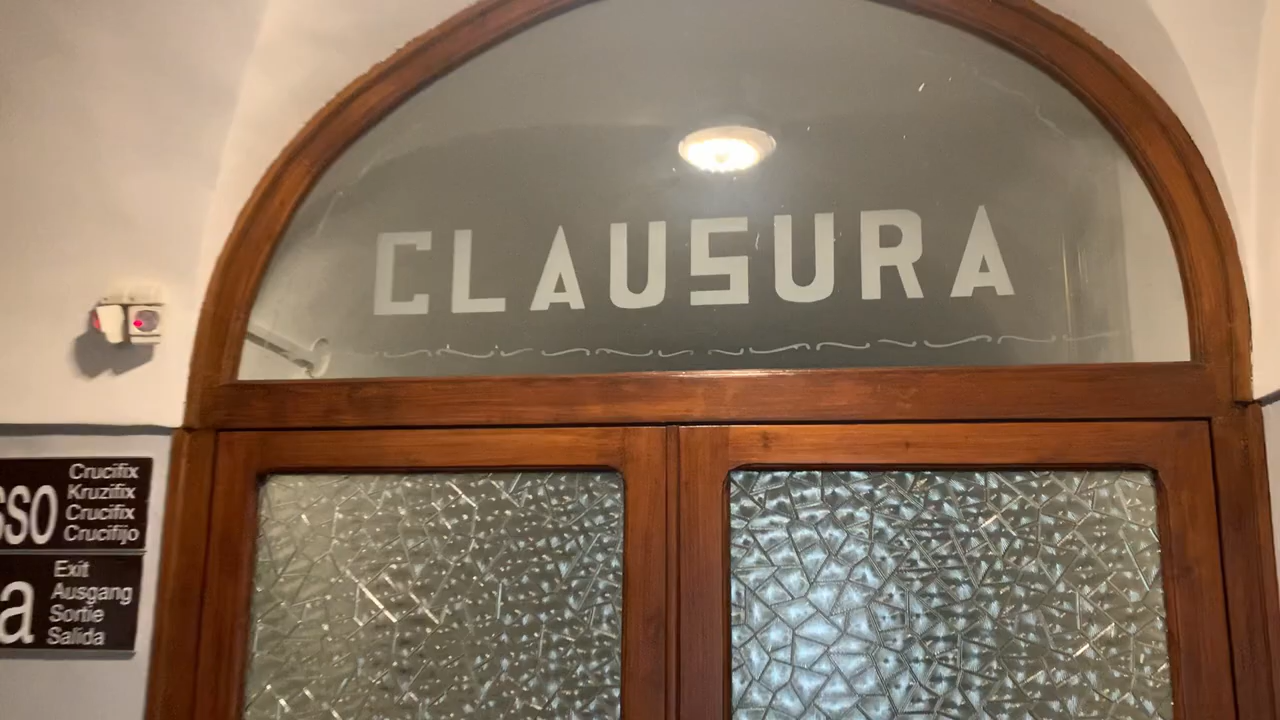 CLAUSURA
sso
Crucifix
Kruzifix
Crucifix
Crucifijo
a
Exit
Ausgang
Sortie
Salida